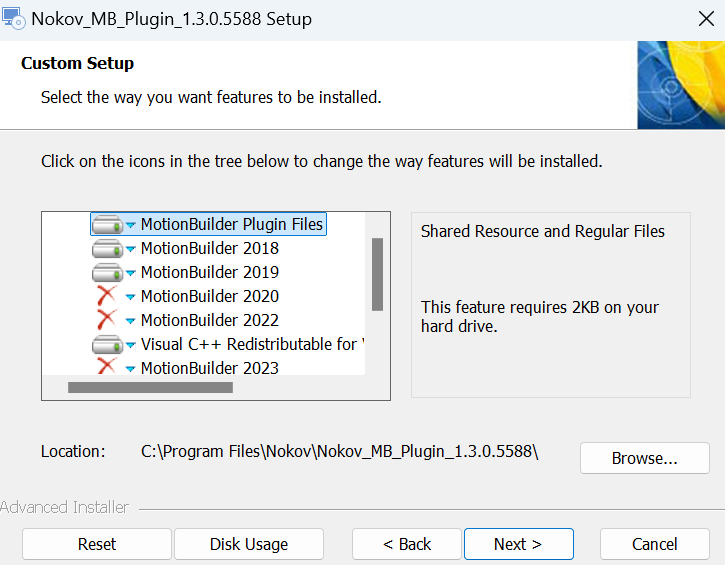 Nokov_MB_Plugin_1.3.0.5588 Setup
Custom Setup
Select the way you want features to be installed.
Click on the icons in the tree below to change the way features will be installed.
MotionBuilder Plugin Files
MotionBuilder 2018
MotionBuilder 2019
MotionBuilder 2020
MotionBuilder 2022
Visual C++ Redistributable for
MotionBuilder 2023
Shared Resource and Regular Files
This feature requires 2KB on your
hard drive.
Location:
C:\Program Files\Nokov\Nokov_MB_Plugin_1.3.0.5588\
Browse...
Advanced Installer
Reset
Disk Usage
< Back
Next >
Cancel